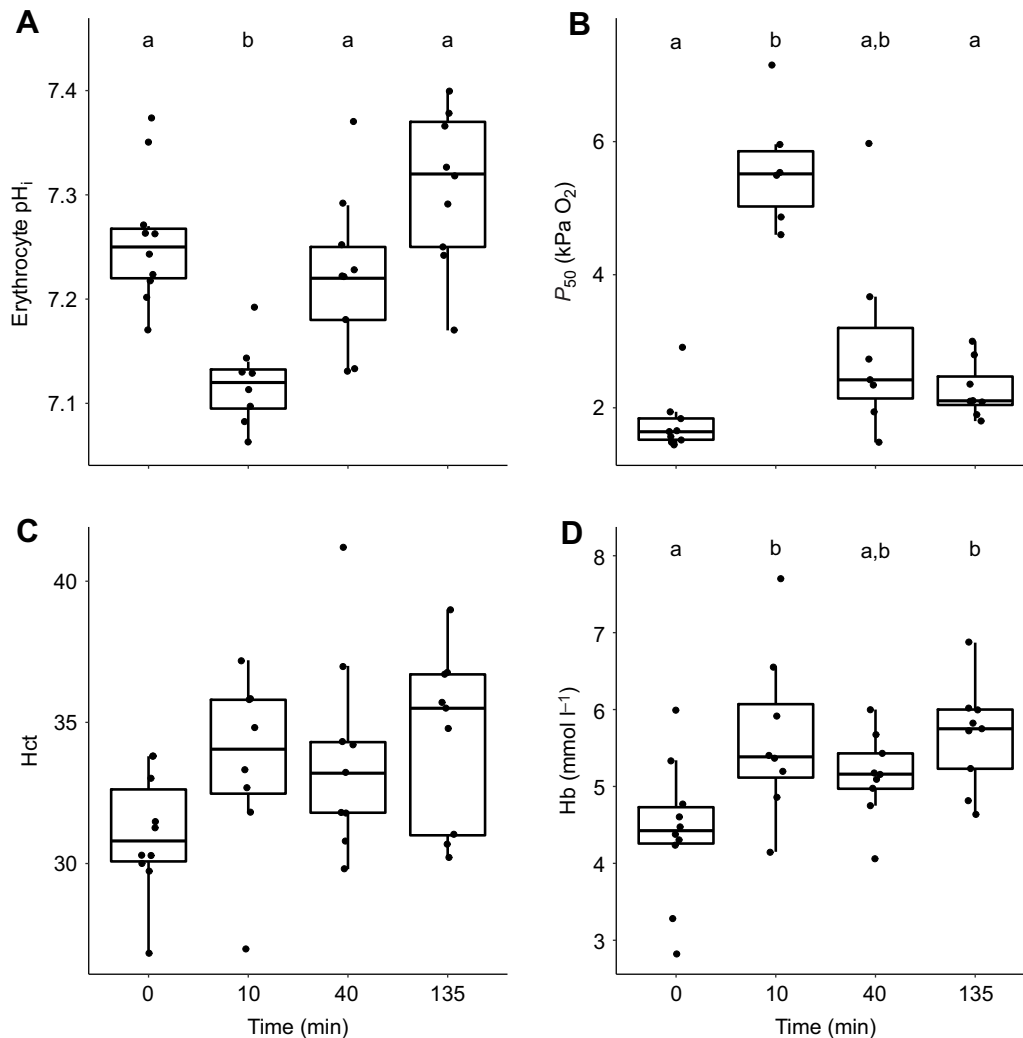 A
a b a a
Erythrocyte pHi
7.4
7.3
7.2
7.1
B
a b a,b a
P50 (kPa O2)
6
4
2
C
Hct
40
35
30
0 10 40 135
Time (min)
D
a b a,b b
Hb (mmol l–1)
8
7
6
5
4
3
0 10 40 135
Time (min)